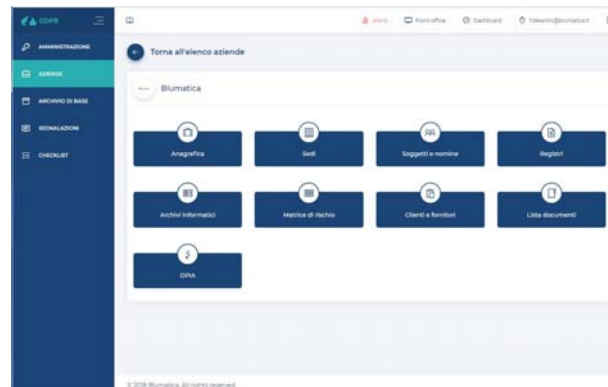 GDPR
Alerts Front-office Dashboard
AMMINISTRAZIONE
Torna all'elenco aziende
AZIENDE
Blumatica
ARCHIVIO DI BASE
SEGNALAZIONI
CHECKLIST
Anagrafica Sedi Soggetti e nomine Registri
Archivi Informatici Matrice di rischio Clienti e fornitori Lista documenti
DPIA
© 2018 Blumatica. All rights reserved.